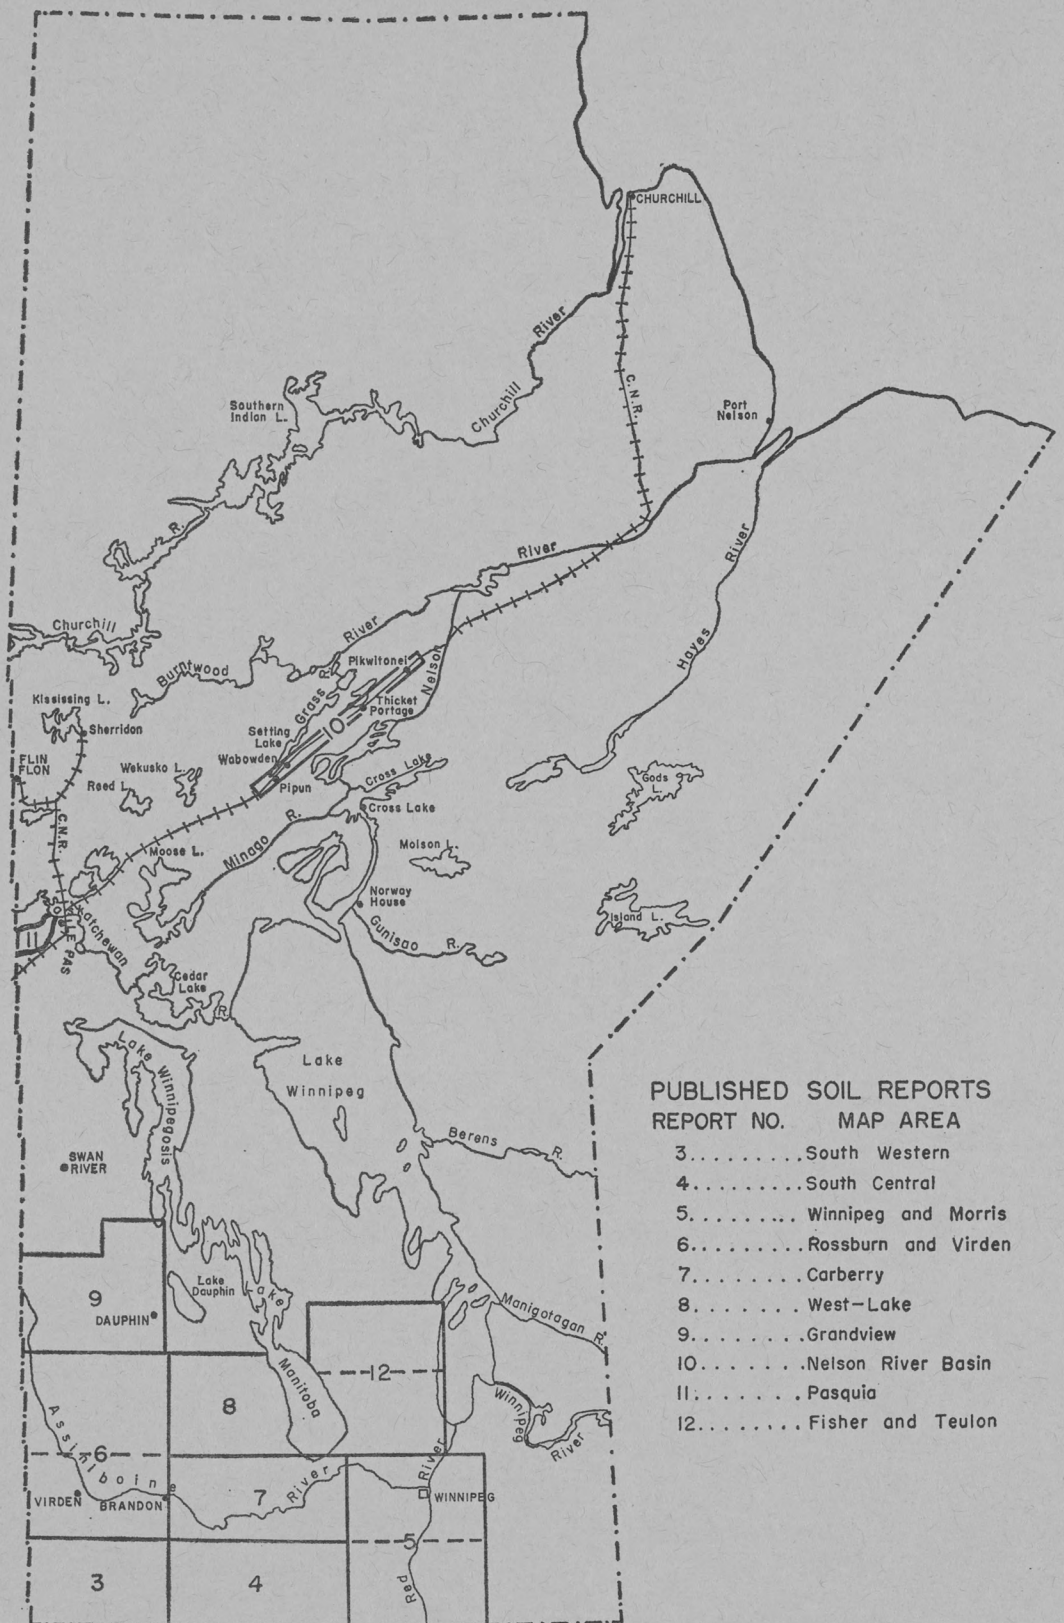 CHURCHILL
River
Churchill
C.N.R.
Port
Nelson
Southern
Indian L.
R.
River
River
Hayes
River
Churchill
Burntwood
Pikwitonei
Nelson
Grass R.
Thicket
Portage
10
Kississing L.
Sherridon
Setting
Lake
Wabowden
Pipun
FLIN
FLON
Wekusko L.
Reed L.
Cross Lake
Cross Lake
Gods
L.
C.N.R.
Minago R.
Moose L.
Molson L.
Norway
House
Island L.
Gunisao R.
11
Cedar
Lake
R.
Lake Winnipegosis
Lake
Winnipeg
Berens R.
SWAN
RIVER
PUBLISHED SOIL REPORTS
REPORT NO. MAP AREA
3.........South Western
4.........South Central
5......... Winnipeg and Morris
6.........Rossburn and Virden
7........Carberry
8....... West-Lake
9........Grandview
10.......Nelson River Basin
11....... Pasquia
12........ Fisher and Teulon
Lake
Dauphin
Lake
Manitoba
9
DAUPHIN
Manigotagan R.
12
8
Winnipeg
River
Assiniboine
6
River
River
7
VIRDEN
BRANDON
WINNIPEG
5
3
4
Red